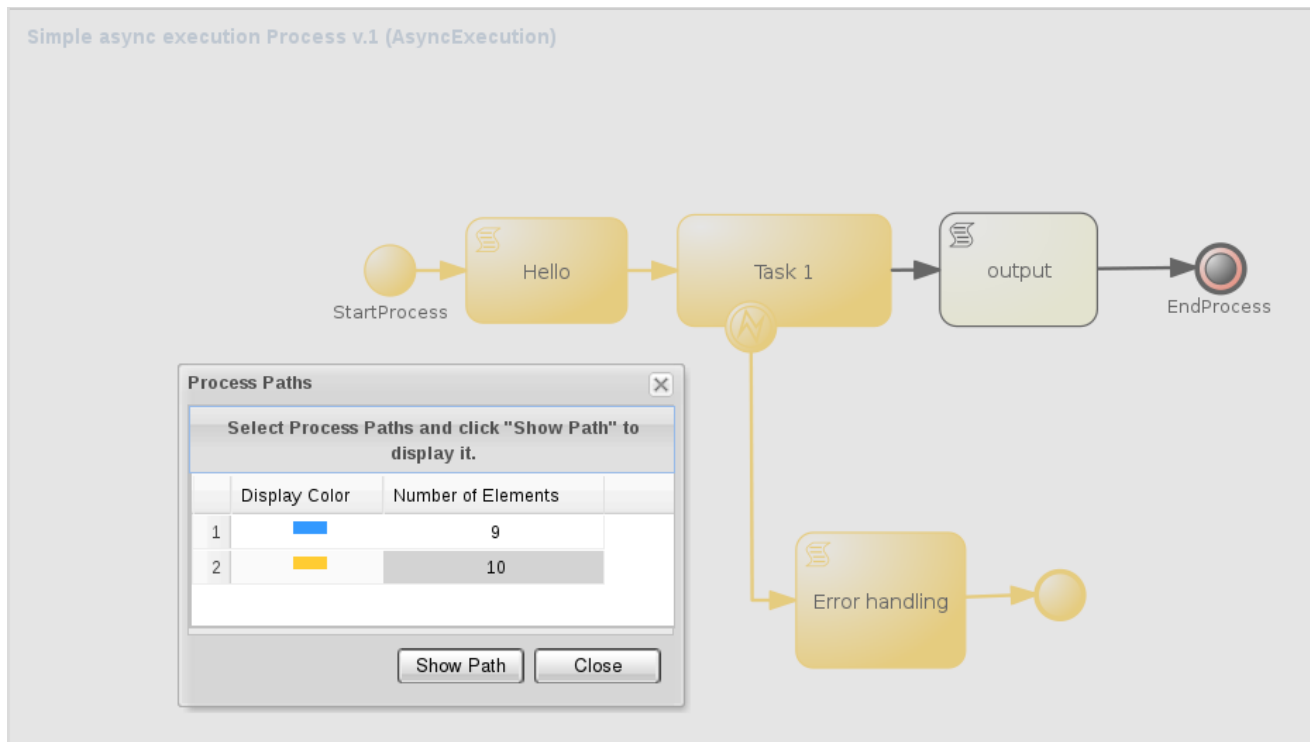 Simple async execution Process v.1 (AsyncExecution)
Hello
Task 1
output
StartProcess
EndProcess
Process Paths
Select Process Paths and click "Show Path" to
display it.
Display Color Number of Elements
1 9
2 10
Show Path Close
Error handling